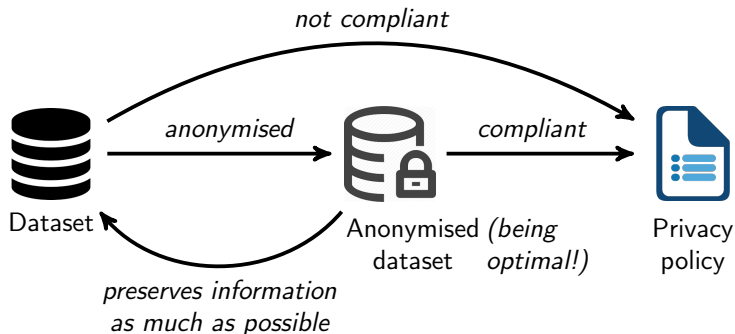 not compliant
anonymised
compliant
Dataset
Anonymised (being
dataset optimal!)
Privacy
policy
preserves information
as much as possible